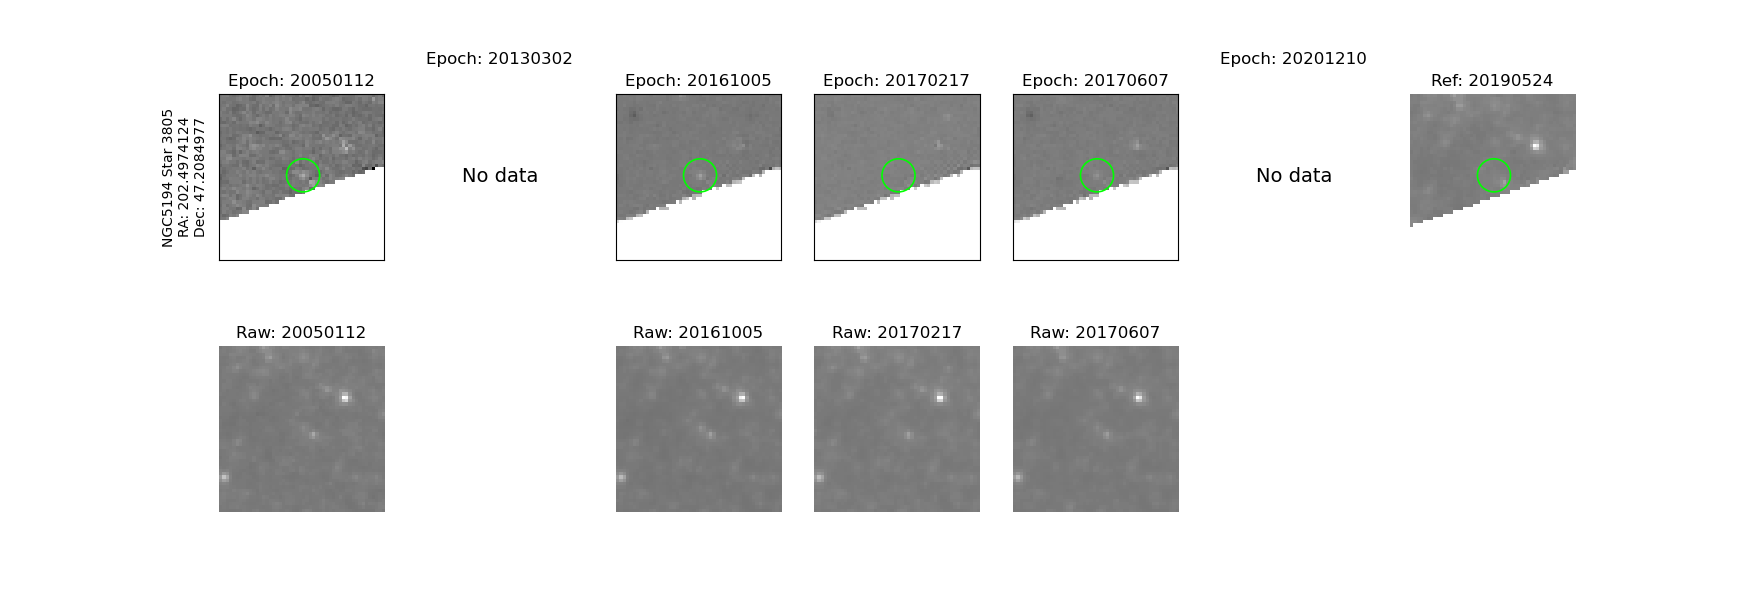 Epoch: 20130302
Epoch: 20201210
Epoch: 20050112
Epoch: 20161005
Epoch: 20170217
Epoch: 20170607
Ref: 20190524
NGC5194 Star 3805
RA: 202.4974124
Dec: 47.2084977
No data
No data
Raw: 20050112
Raw: 20161005
Raw: 20170217
Raw: 20170607